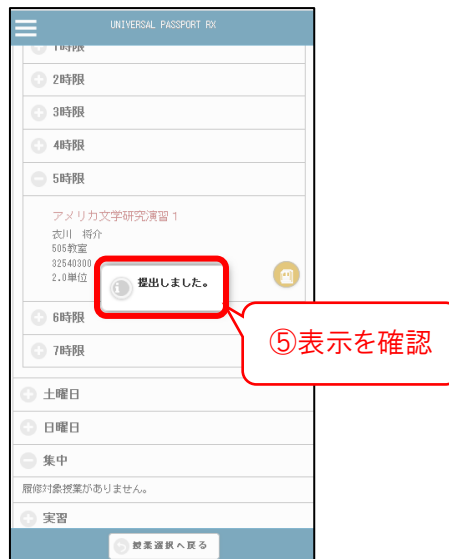 UNIVERSAL PASSPORT RX
1時限
2時限
3時限
4時限
5時限
アメリカ文学研究演習1
衣川 将介
505教室
32540300
2.0単位
提出しました。
⑤表示を確認
6時限
7時限
土曜日
日曜日
集中
履修対象授業がありません。
実習
授業選択へ戻る